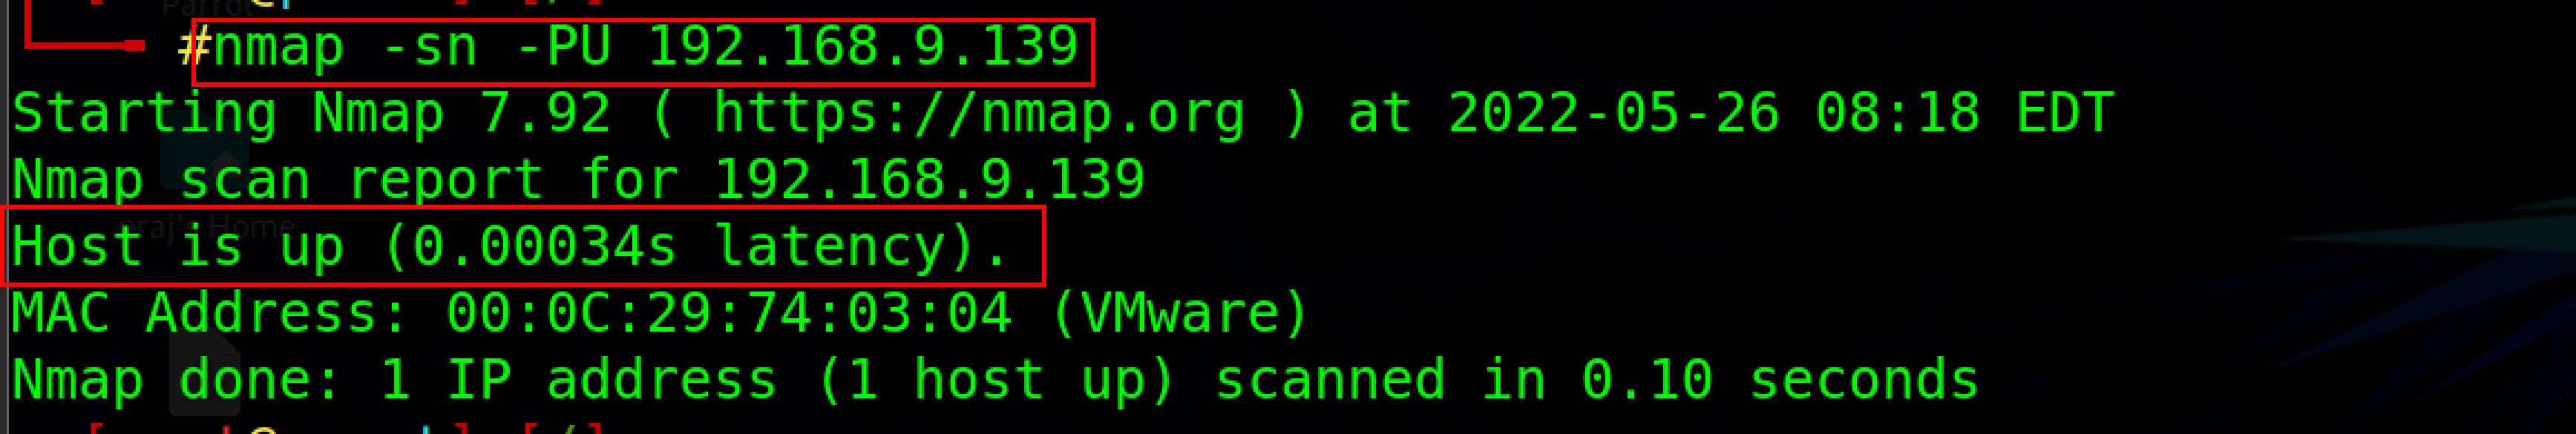 Parrot
#nmap -sn -PU 192.168.9.139
Starting Nmap 7.92 ( https://nmap.org ) at 2022-05-26 08:18 EDT
Nmap scan report for 192.168.9.139
praj's Home
Host is up (0.00034s latency).
MAC Address: 00:0C:29:74:03:04 (VMware)
Nmap done: 1 IP address (1 host up) scanned in 0.10 seconds